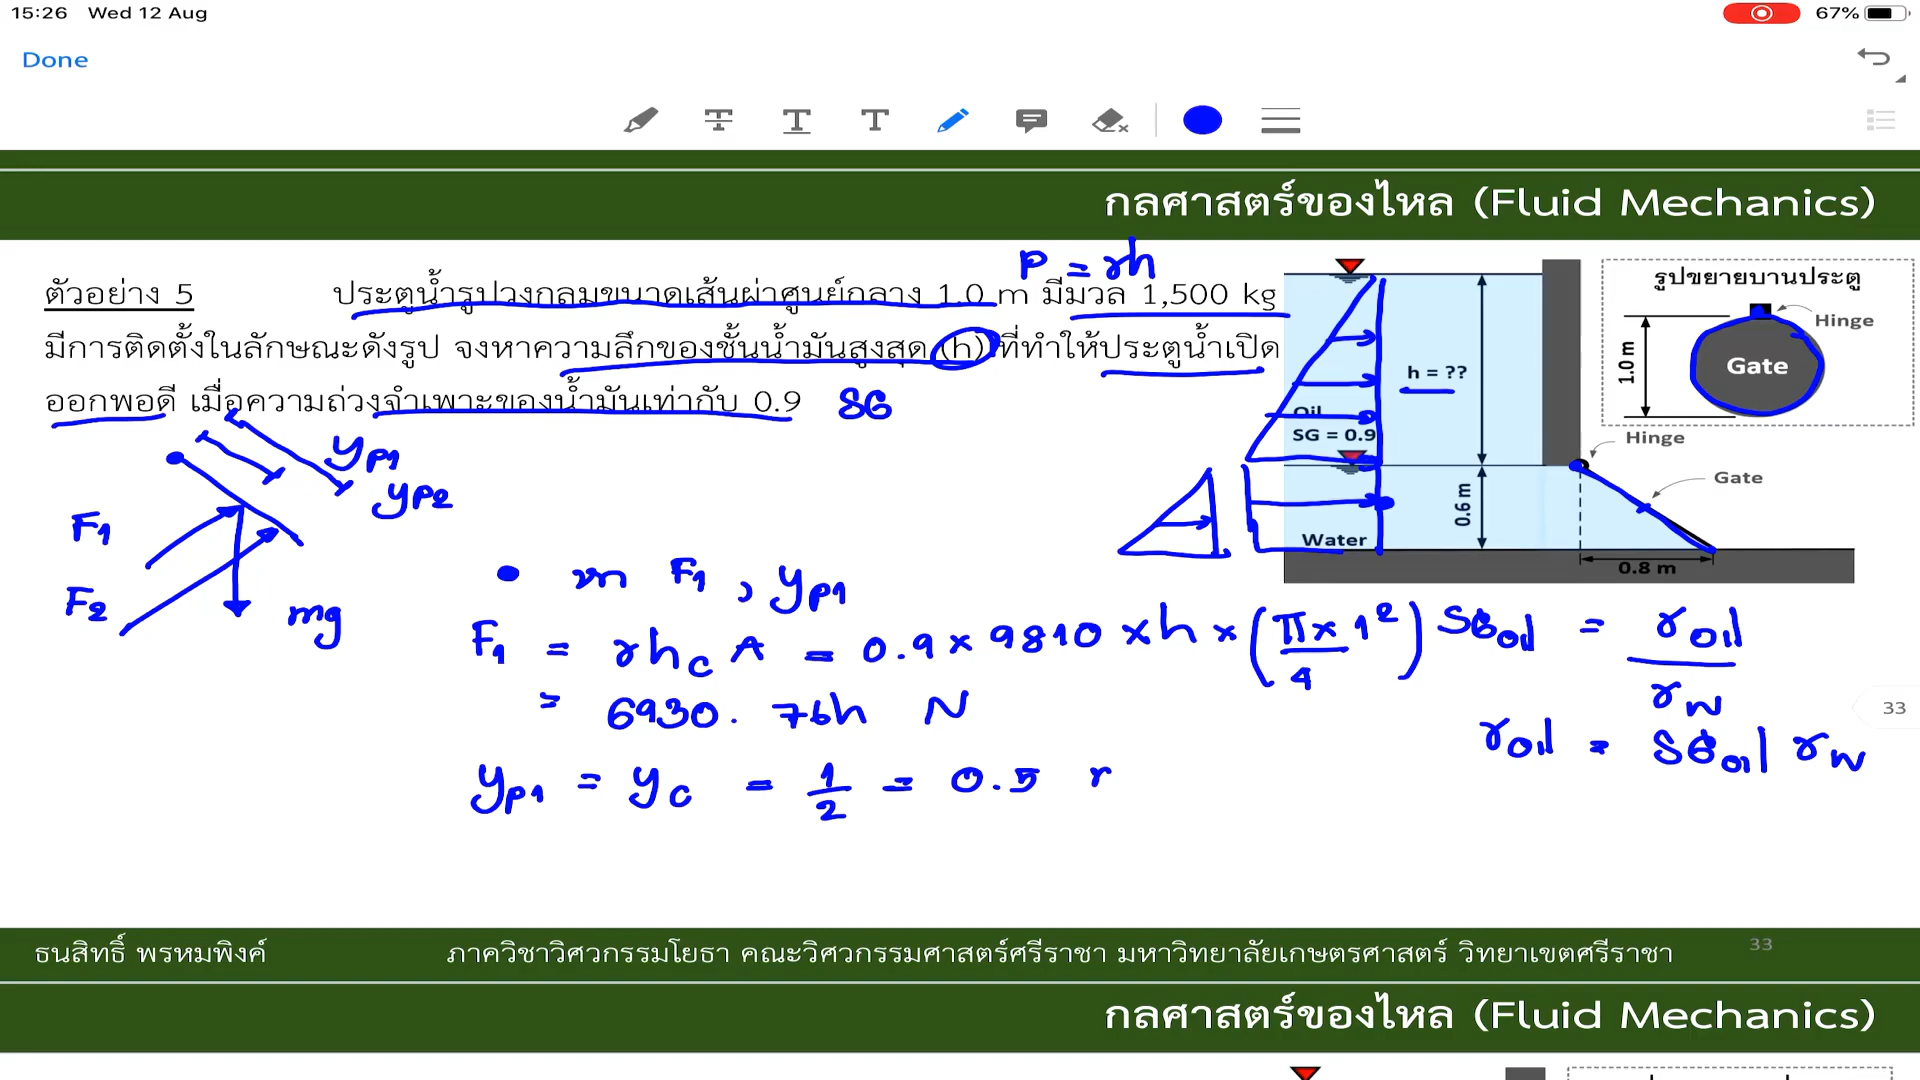 15:26 Wed 12 Aug
67%
Done
กลศาสตร์ของไหล (Fluid Mechanics)
P = γh
ตัวอย่าง 5 ประตูน้ำรูปวงกลมขนาดเส้นผ่าศูนย์กลาง 1.0 m มีมวล 1,500 kg
มีการติดตั้งในลักษณะดังรูป จงหาความลึกของชั้นน้ำมันสูงสุด (h) ที่ทำให้ประตูน้ำเปิด
ออกพอดี เมื่อความถ่วงจำเพาะของน้ำมันเท่ากับ 0.9 SG
รูปขยายบานประตู
Hinge
1.0 m
Gate
h = ??
Oil
SG = 0.9
Hinge
Gate
0.6 m
Water
0.8 m
yp1
yp2
F1
F2
mg
• หา F1 , yp1
F1 = γhc A = 0.9 × 9810 × h × (π × 1² / 4)
= 6930.76h N
yp1 = yc = 1/2 = 0.5
SGoil = γoil / γw
γoil = SGoil γw
33
ธนสิทธิ์ พรหมพิงค์ ภาควิชาวิศวกรรมโยธา คณะวิศวกรรมศาสตร์ศรีราชา มหาวิทยาลัยเกษตรศาสตร์ วิทยาเขตศรีราชา 33
กลศาสตร์ของไหล (Fluid Mechanics)